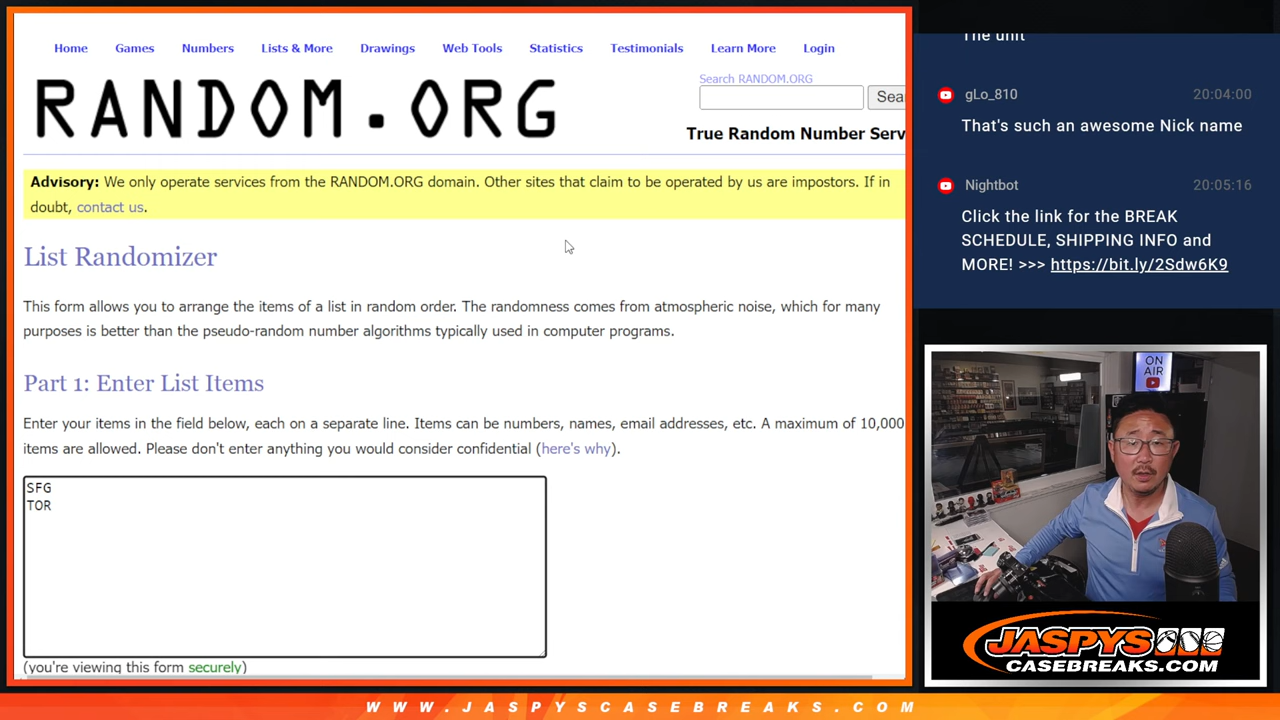 Home Games Numbers Lists & More Drawings Web Tools Statistics Testimonials Learn More Login
RANDOM.ORG
Search RANDOM.ORG
Sea
True Random Number Serv
Advisory: We only operate services from the RANDOM.ORG domain. Other sites that claim to be operated by us are impostors. If in
doubt, contact us.
List Randomizer
This form allows you to arrange the items of a list in random order. The randomness comes from atmospheric noise, which for many
purposes is better than the pseudo-random number algorithms typically used in computer programs.
Part 1: Enter List Items
Enter your items in the field below, each on a separate line. Items can be numbers, names, email addresses, etc. A maximum of 10,000
items are allowed. Please don't enter anything you would consider confidential (here's why).
SFG
TOR
(you're viewing this form securely)
The unit
gLo_810 20:04:00
That's such an awesome Nick name
Nightbot 20:05:16
Click the link for the BREAK
SCHEDULE, SHIPPING INFO and
MORE! >>> https://bit.ly/2Sdw6K9
ON
AIR
JASPYS
CASEBREAKS.COM
WWW.JASPYSCASEBREAKS.COM